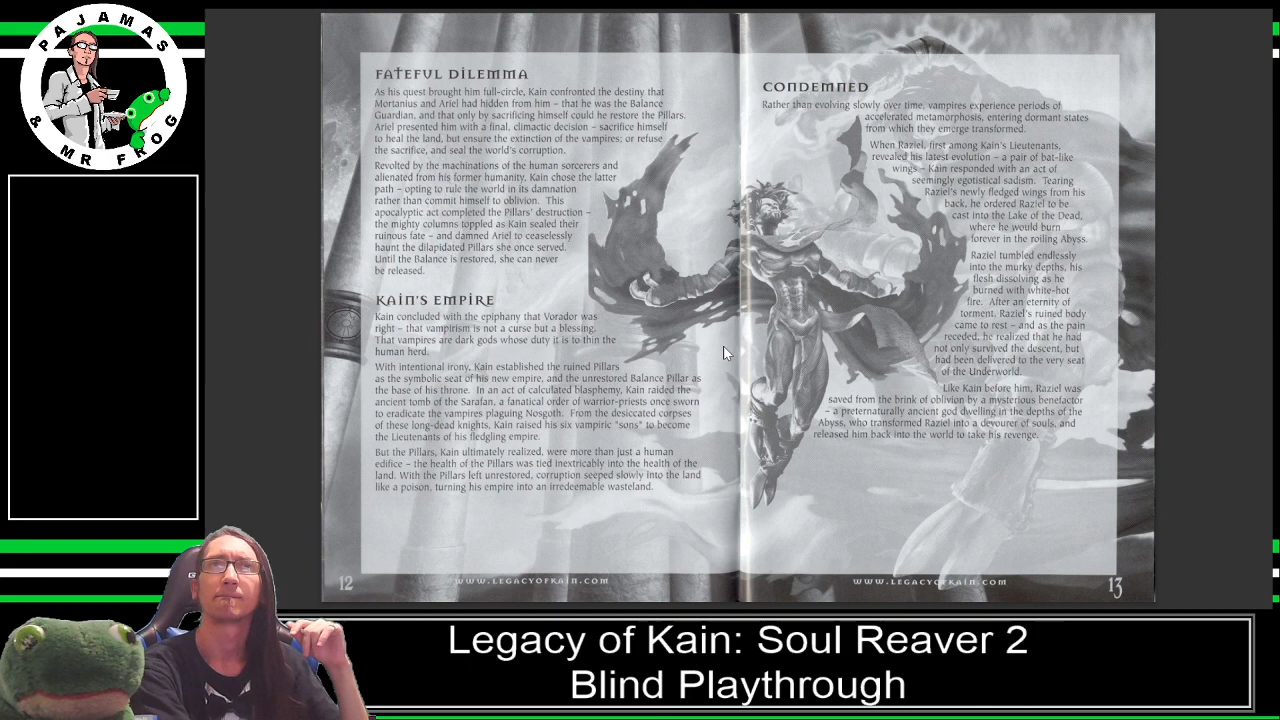 PAJAMAS
& MR FROG
FATEFUL DILEMMA
As his quest brought him full-circle, Kain confronted the destiny that
Mortanius and Ariel had hidden from him – that he was the Balance
Guardian, and that only by sacrificing himself could he restore the Pillars.
Ariel presented him with a final, climactic decision – sacrifice himself
to heal the land, but ensure the extinction of the vampires; or refuse
the sacrifice, and seal the world's corruption.
Revolted by the machinations of the human sorcerers and
alienated from his former humanity, Kain chose the latter
path – opting to rule the world in its damnation
rather than commit himself to oblivion. This
apocalyptic act completed the Pillars' destruction –
the mighty columns toppled as Kain sealed their
ruinous fate – and damned Ariel to ceaselessly
haunt the dilapidated Pillars she once served.
Until the Balance is restored, she can never
be released.
KAIN'S EMPIRE
Kain concluded with the epiphany that Vorador was
right – that vampirism is not a curse but a blessing.
That vampires are dark gods whose duty it is to thin the
human herd.
With intentional irony, Kain established the ruined Pillars
as the symbolic seat of his new empire, and the unrestored Balance Pillar as
the base of his throne. In an act of calculated blasphemy, Kain raided the
ancient tomb of the Sarafan, a fanatical order of warrior-priests once sworn
to eradicate the vampires plaguing Nosgoth. From the desiccated corpses
of these long-dead knights, Kain raised his six vampiric "sons" to become
the Lieutenants of his fledgling empire.
But the Pillars, Kain ultimately realized, were more than just a human
edifice – the health of the Pillars was tied inextricably into the health of the
land. With the Pillars left unrestored, corruption seeped slowly into the land
like a poison, turning his empire into an irredeemable wasteland.
12
WWW.LEGACYOFKAIN.COM
CONDEMNED
Rather than evolving slowly over time, vampires experience periods of
accelerated metamorphosis, entering dormant states
from which they emerge transformed.
When Raziel, first among Kain's Lieutenants,
revealed his latest evolution – a pair of bat-like
wings – Kain responded with an act of
seemingly egotistical sadism. Tearing
Raziel's newly fledged wings from his
back, he ordered Raziel to be
cast into the Lake of the Dead,
where he would burn
forever in the roiling Abyss.
Raziel tumbled endlessly
into the murky depths, his
flesh dissolving as he
burned with white-hot
fire. After an eternity of
torment, Raziel's ruined body
came to rest – and as the pain
receded, he realized that he had
not only survived the descent, but
had been delivered to the very seat
of the Underworld.
Like Kain before him, Raziel was
saved from the brink of oblivion by a mysterious benefactor
– a preternaturally ancient god dwelling in the depths of the
Abyss, who transformed Raziel into a devourer of souls, and
released him back into the world to take his revenge.
WWW.LEGACYOFKAIN.COM
13
Legacy of Kain: Soul Reaver 2
Blind Playthrough